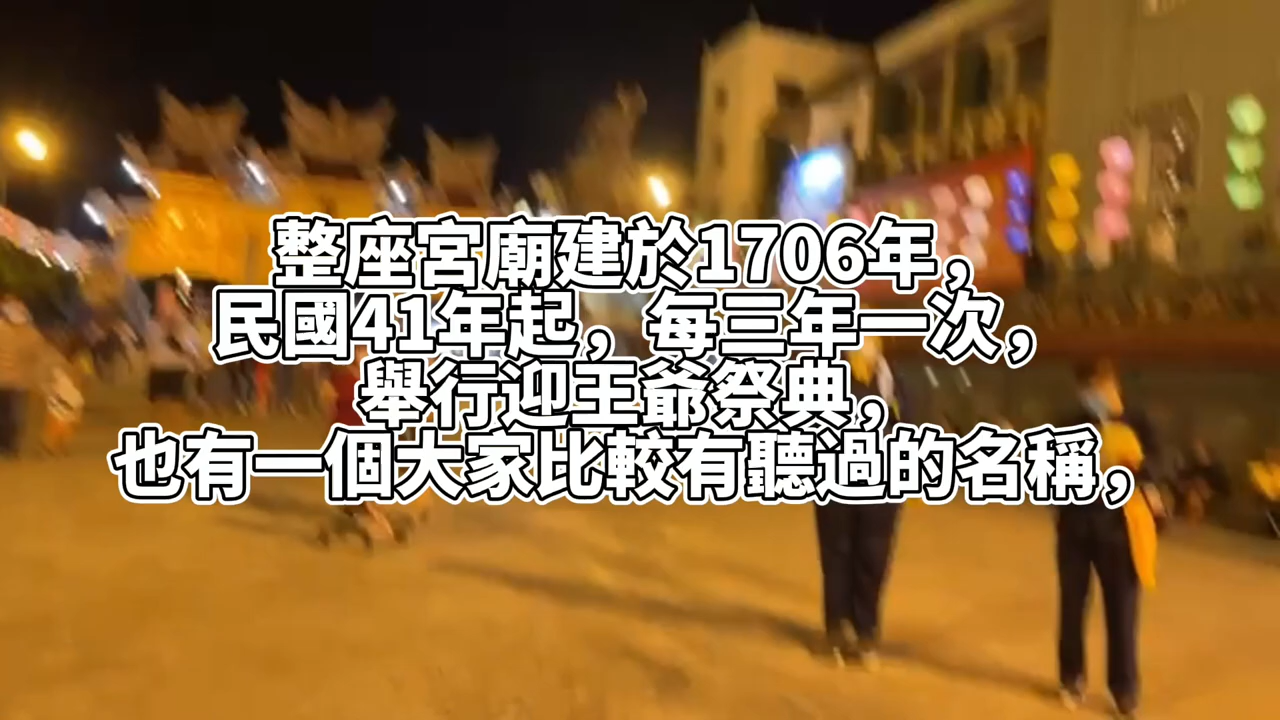 整座宮廟建於1706年，
民國41年起，每三年一次，
舉行迎王爺祭典，
也有一個大家比較有聽過的名稱，